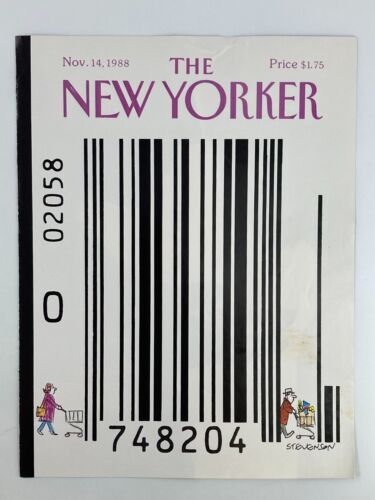 Nov. 14, 1988
THE
Price $1.75
NEW YORKER
02058
0
748204
STEVENSON